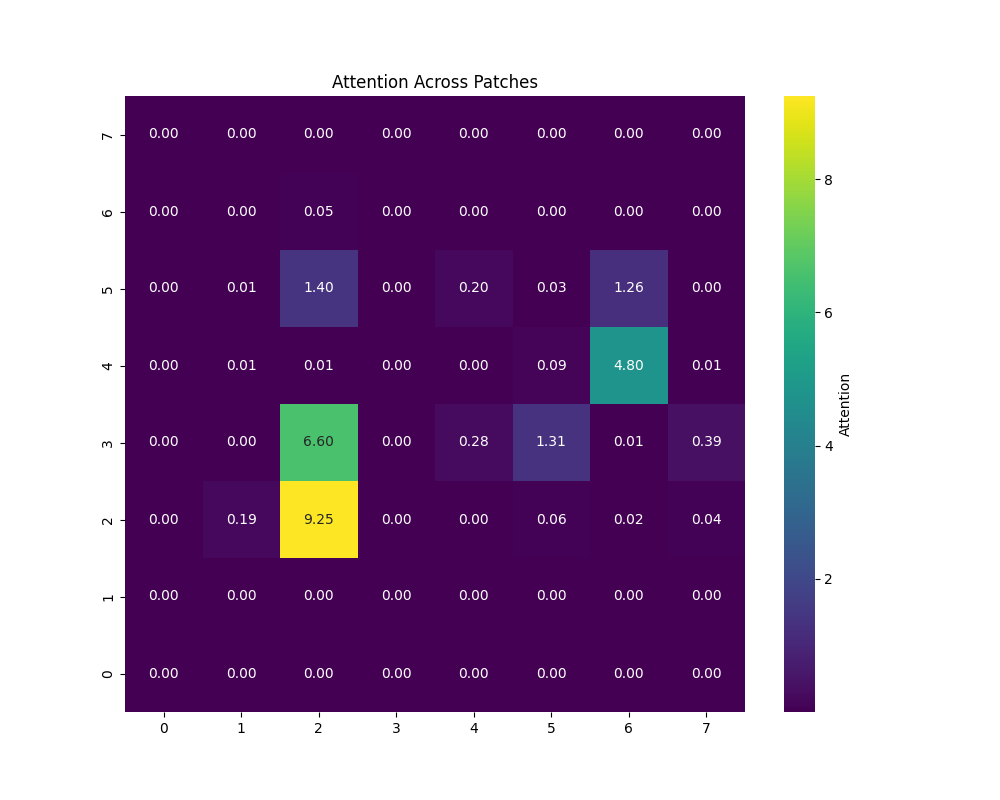 Attention Across Patches
7 0.00 0.00 0.00 0.00 0.00 0.00 0.00 0.00
6 0.00 0.00 0.05 0.00 0.00 0.00 0.00 0.00
5 0.00 0.01 1.40 0.00 0.20 0.03 1.26 0.00
4 0.00 0.01 0.01 0.00 0.00 0.09 4.80 0.01
3 0.00 0.00 6.60 0.00 0.28 1.31 0.01 0.39
2 0.00 0.19 9.25 0.00 0.00 0.06 0.02 0.04
1 0.00 0.00 0.00 0.00 0.00 0.00 0.00 0.00
0 0.00 0.00 0.00 0.00 0.00 0.00 0.00 0.00
0 1 2 3 4 5 6 7
8
6
4
2
Attention